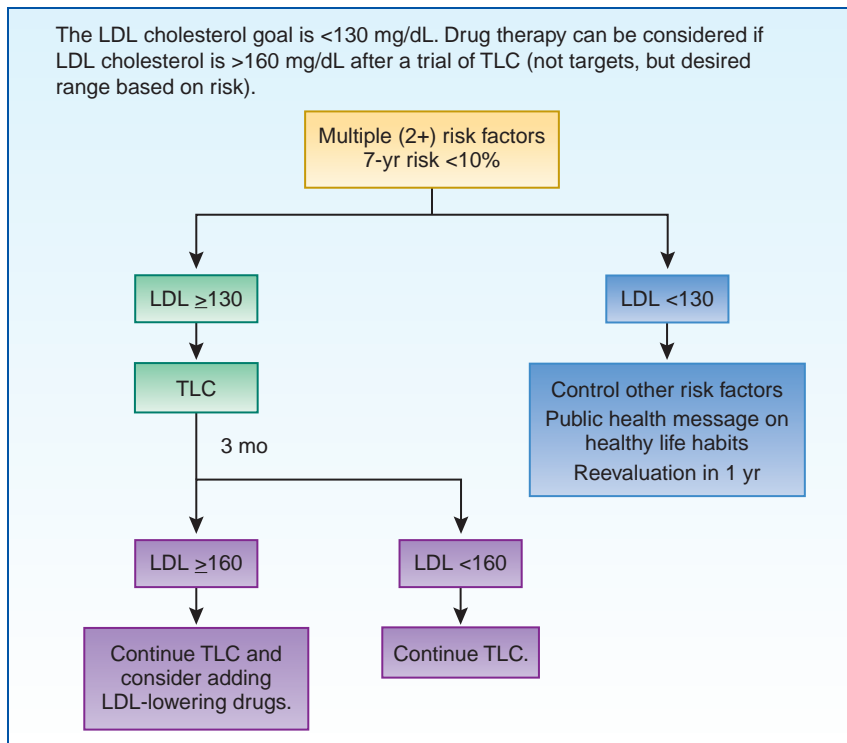 The LDL cholesterol goal is <130 mg/dL. Drug therapy can be considered if
LDL cholesterol is >160 mg/dL after a trial of TLC (not targets, but desired
range based on risk).
Multiple (2+) risk factors
7-yr risk <10%
LDL ≥130
LDL <130
TLC
Control other risk factors
Public health message on
healthy life habits
Reevaluation in 1 yr
3 mo
LDL ≥160
LDL <160
Continue TLC and
consider adding
LDL-lowering drugs.
Continue TLC.